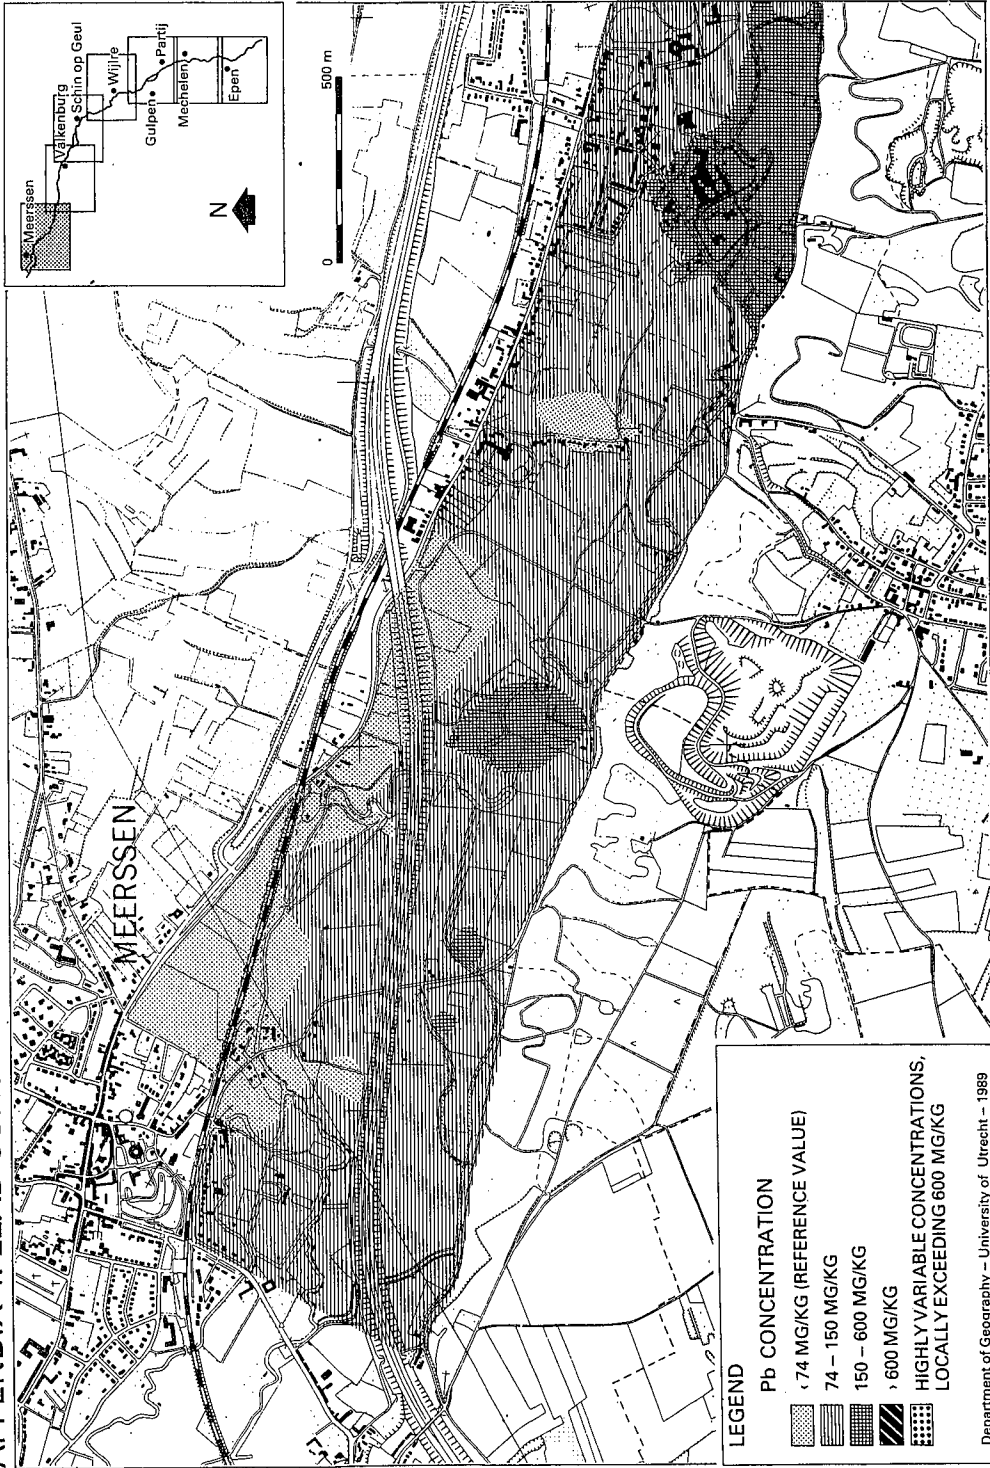 Meerssen
Valkenburg
Schin op Geul
Wijlre
Gulpen
Partij
Mechelen
Epen
N
0 500 m
MEERSSEN
LEGEND
Pb CONCENTRATION
‹ 74 MG/KG (REFERENCE VALUE)
74 – 150 MG/KG
150 – 600 MG/KG
› 600 MG/KG
HIGHLY VARIABLE CONCENTRATIONS,
LOCALLY EXCEEDING 600 MG/KG
Department of Geography – University of Utrecht – 1989